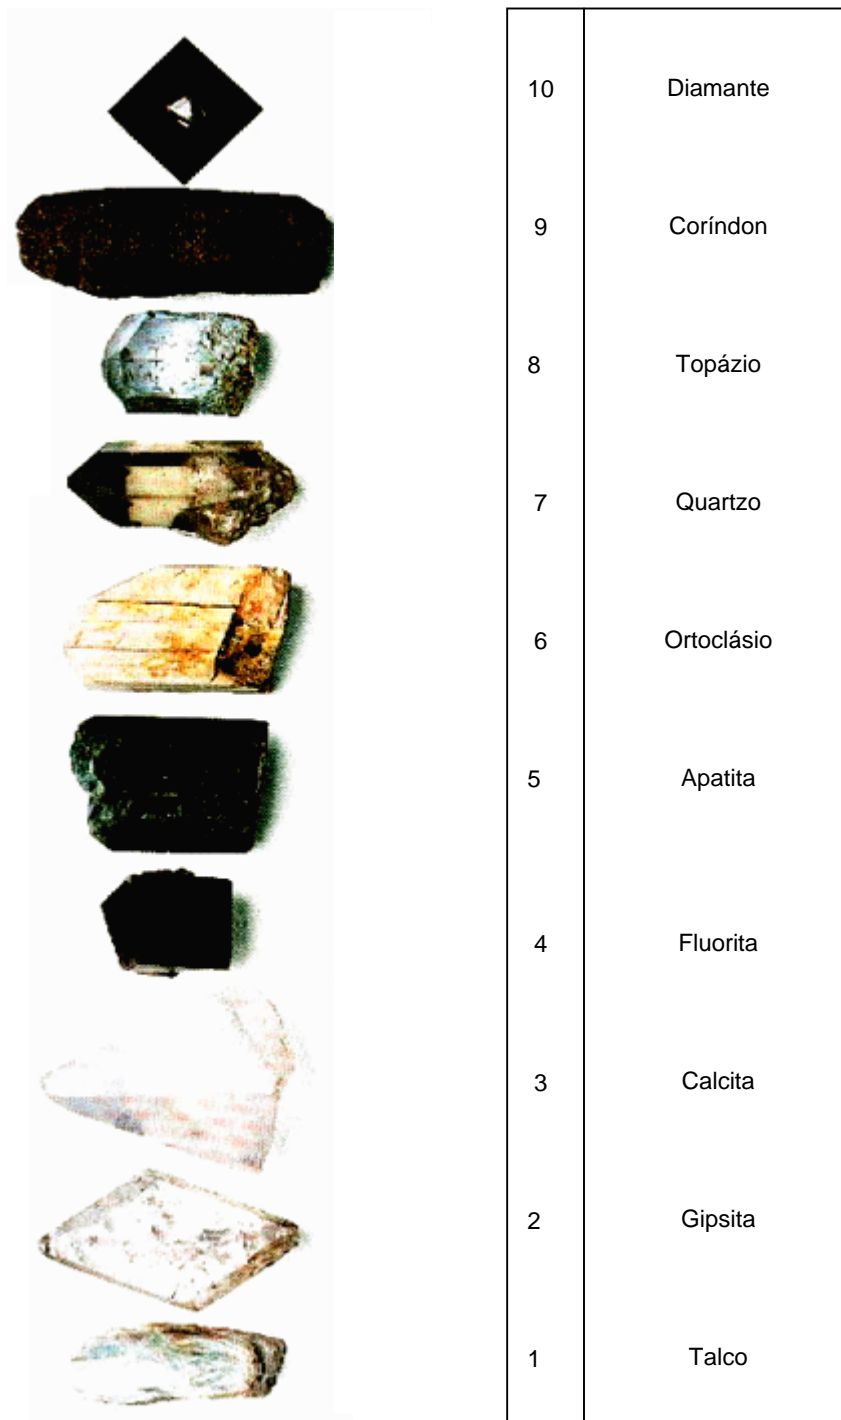 10 Diamante
9 Coríndon
8 Topázio
7 Quartzo
6 Ortoclásio
5 Apatita
4 Fluorita
3 Calcita
2 Gipsita
1 Talco